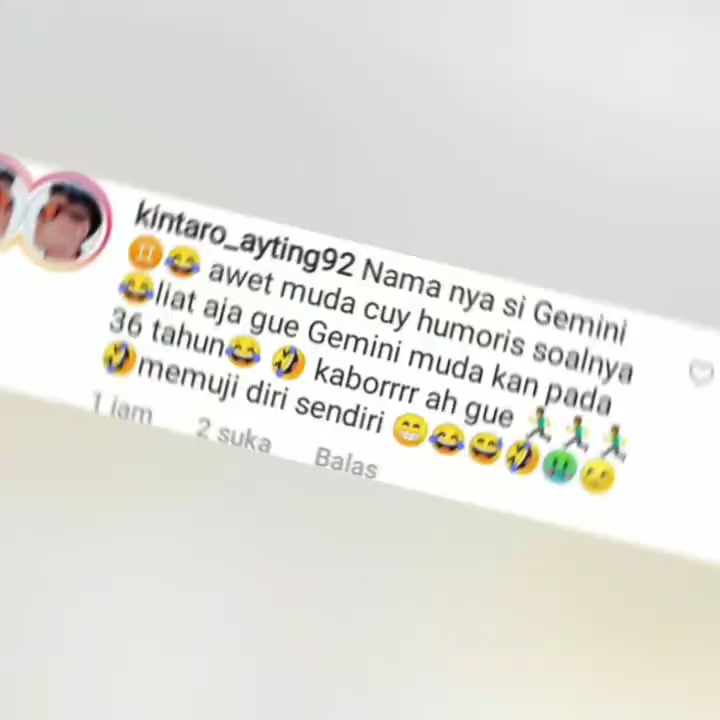 kintaro_ayting92 Nama nya si Gemini
♊😂 awet muda cuy humoris soalnya
😂liat aja gue Gemini muda kan pada
36 tahun😂 🤣 kaborrrr ah gue 🏃‍♂️🏃‍♂️🏃‍♂️
🤣memuji diri sendiri 😁😂😅🤣🤑🤒
1 jam 2 suka Balas